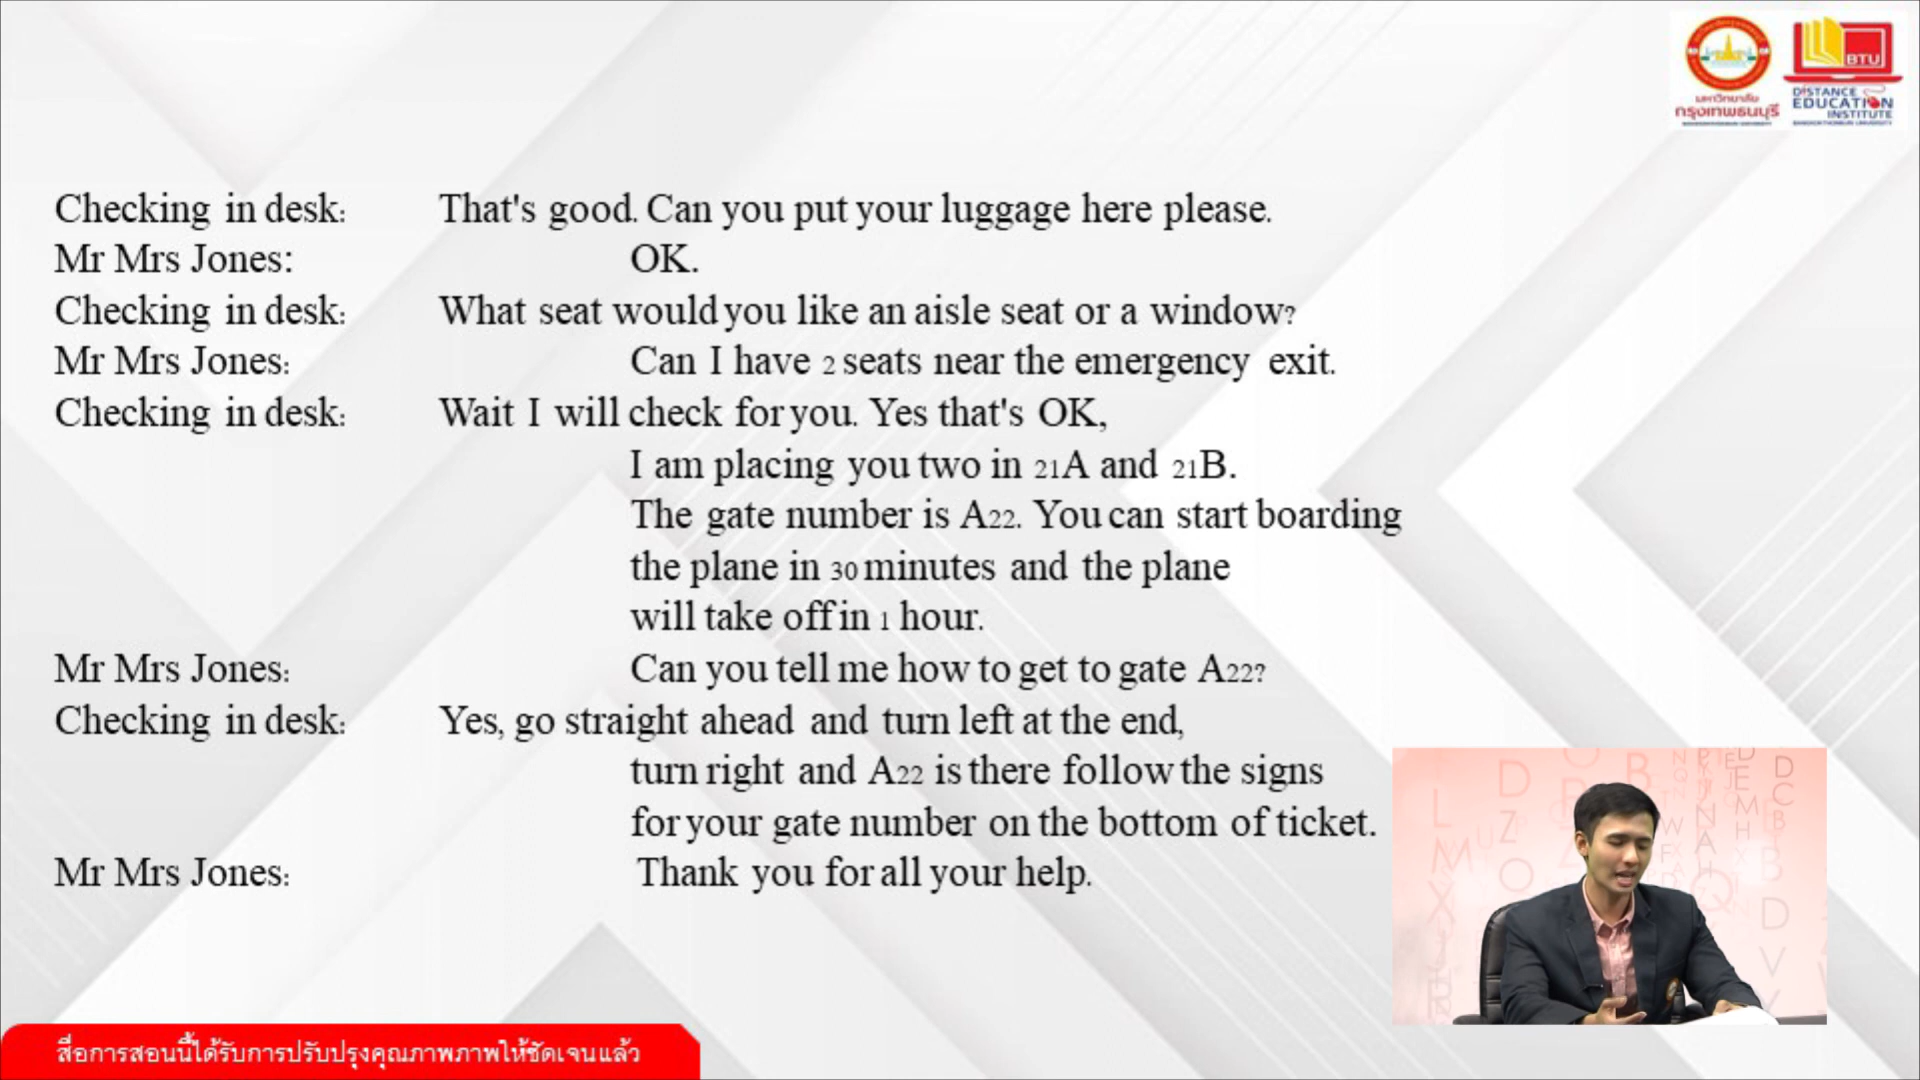 มหาวิทยาลัย
กรุงเทพธนบุรี
BANGKOKTHONBURI UNIVERSITY
BTU
DISTANCE
EDUCATION
INSTITUTE
BANGKOKTHONBURI UNIVERSITY
Checking in desk: That's good. Can you put your luggage here please.
Mr Mrs Jones: OK.
Checking in desk: What seat would you like an aisle seat or a window?
Mr Mrs Jones: Can I have 2 seats near the emergency exit.
Checking in desk: Wait I will check for you. Yes that's OK,
I am placing you two in 21A and 21B.
The gate number is A22. You can start boarding
the plane in 30 minutes and the plane
will take off in 1 hour.
Mr Mrs Jones: Can you tell me how to get to gate A22?
Checking in desk: Yes, go straight ahead and turn left at the end,
turn right and A22 is there follow the signs
for your gate number on the bottom of ticket.
Mr Mrs Jones: Thank you for all your help.
สื่อการสอนนี้ได้รับการปรับปรุงคุณภาพภาพให้ชัดเจนแล้ว